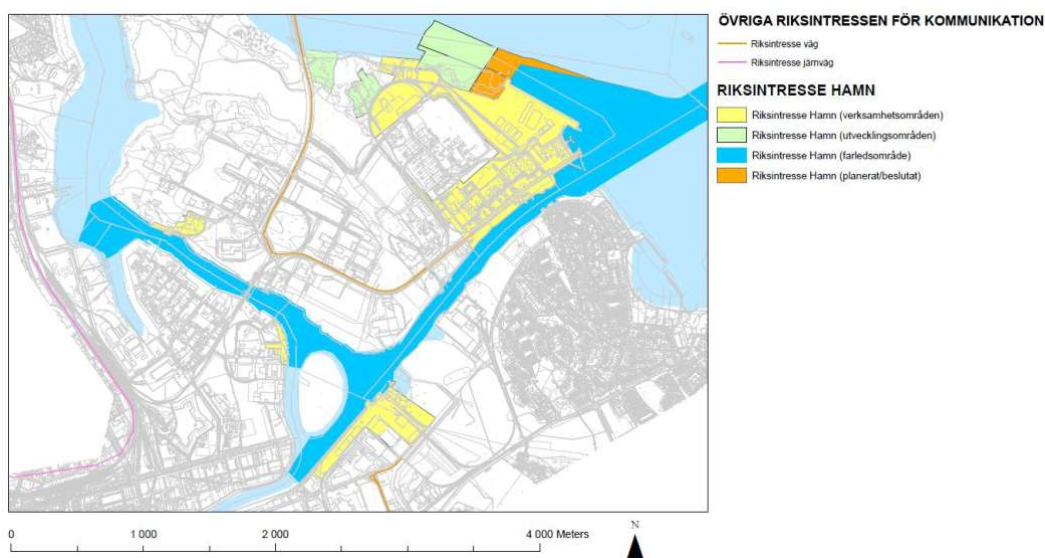 ÖVRIGA RIKSINTRESSEN FÖR KOMMUNIKATION
Riksintresse väg
Riksintresse järnväg
RIKSINTRESSE HAMN
Riksintresse Hamn (verksamhetsområden)
Riksintresse Hamn (utvecklingsområden)
Riksintresse Hamn (farledsområde)
Riksintresse Hamn (planerat/beslutat)
0 1 000 2 000 4 000 Meters
N